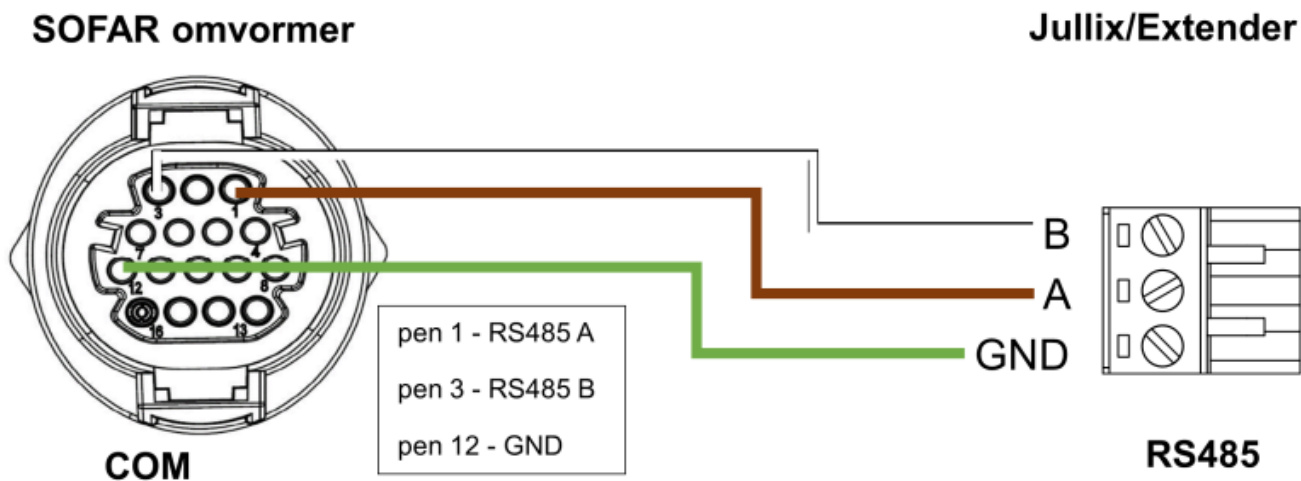 SOFAR omvormer
Jullix/Extender
3
1
7
4
12
8
16
13
B
A
GND
pen 1 - RS485 A
pen 3 - RS485 B
pen 12 - GND
COM
RS485